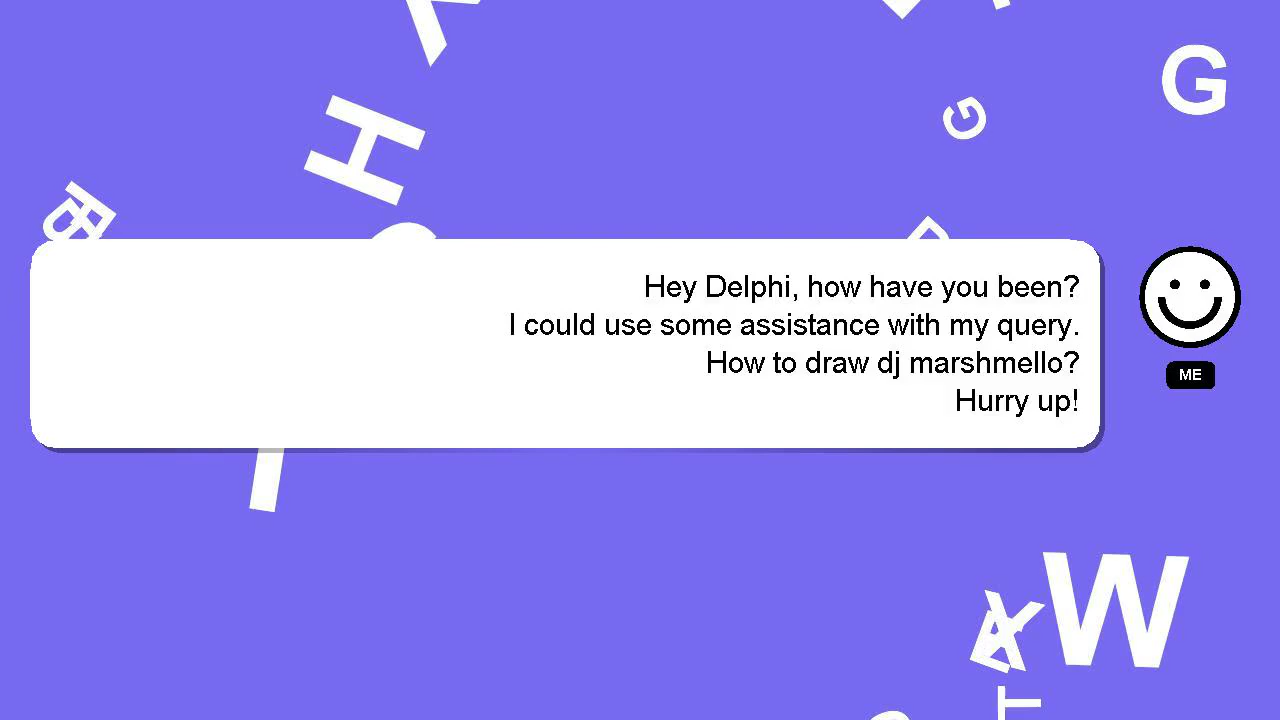 G
G
H
R
Hey Delphi, how have you been?
I could use some assistance with my query.
How to draw dj marshmello?
Hurry up!
ME
W
T